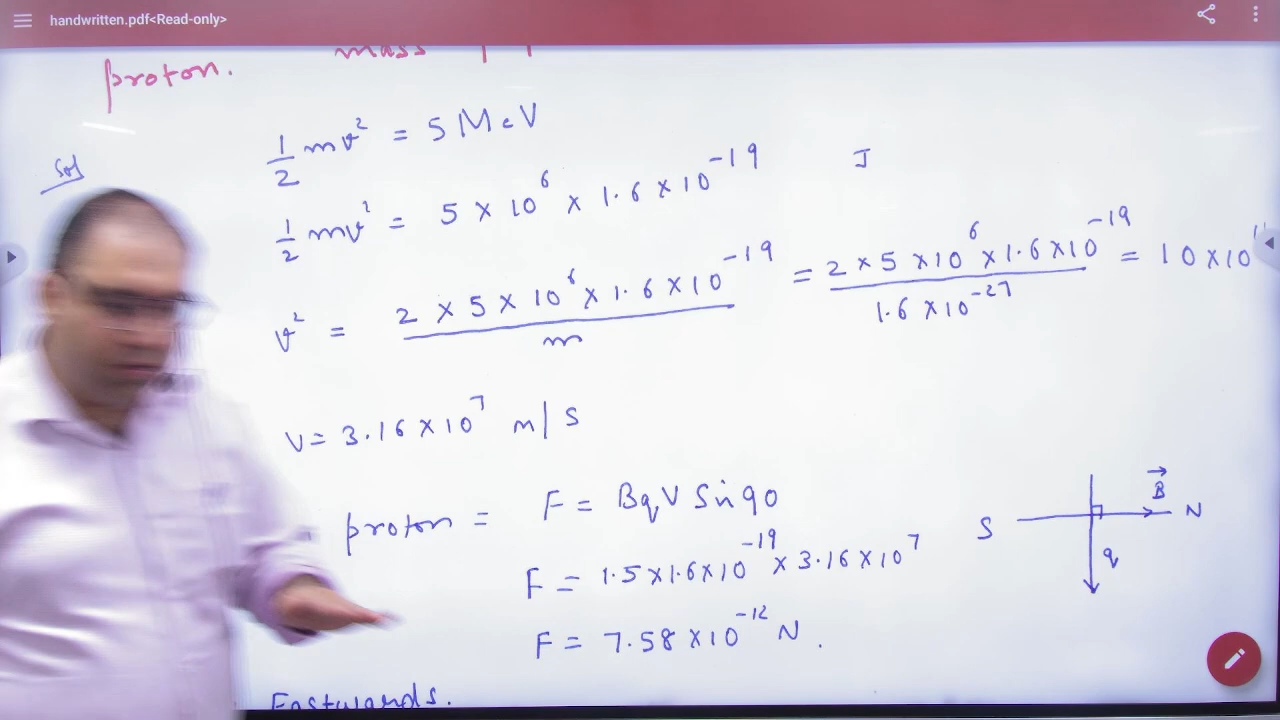 handwritten.pdf<Read-only>
mass
proton.
Sol
1/2 mv² = 5 MeV
1/2 mv² = 5 × 10⁶ × 1.6 × 10⁻¹⁹ J
v² = 2 × 5 × 10⁶ × 1.6 × 10⁻¹⁹ / m = 2 × 5 × 10⁶ × 1.6 × 10⁻¹⁹ / 1.6 × 10⁻²⁷ = 10 × 10
V = 3.16 × 10⁷ m/s
proton = F = BqV Sin 90
F = 1.5 × 1.6 × 10⁻¹⁹ × 3.16 × 10⁷
F = 7.58 × 10⁻¹² N.
B⃗
S N
q
Eastwards.